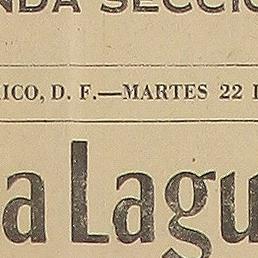 NDA SECCIO
ICO, D. F.—MARTES 22 D
a Lagu